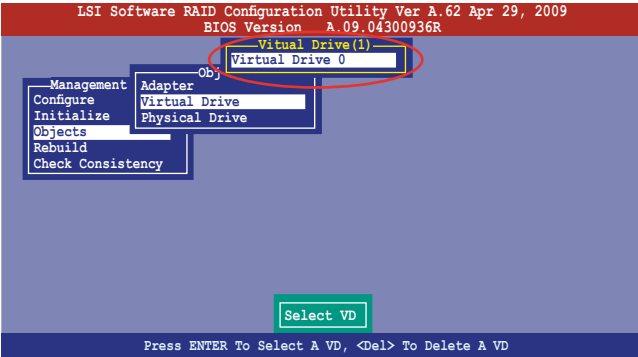 LSI Software RAID Configuration Utility Ver A.62 Apr 29, 2009
BIOS Version A.09.04300936R
Vitual Drive(1)
Virtual Drive 0
Obj
Adapter
Virtual Drive
Physical Drive
Management
Configure
Initialize
Objects
Rebuild
Check Consistency
Select VD
Press ENTER To Select A VD, <Del> To Delete A VD